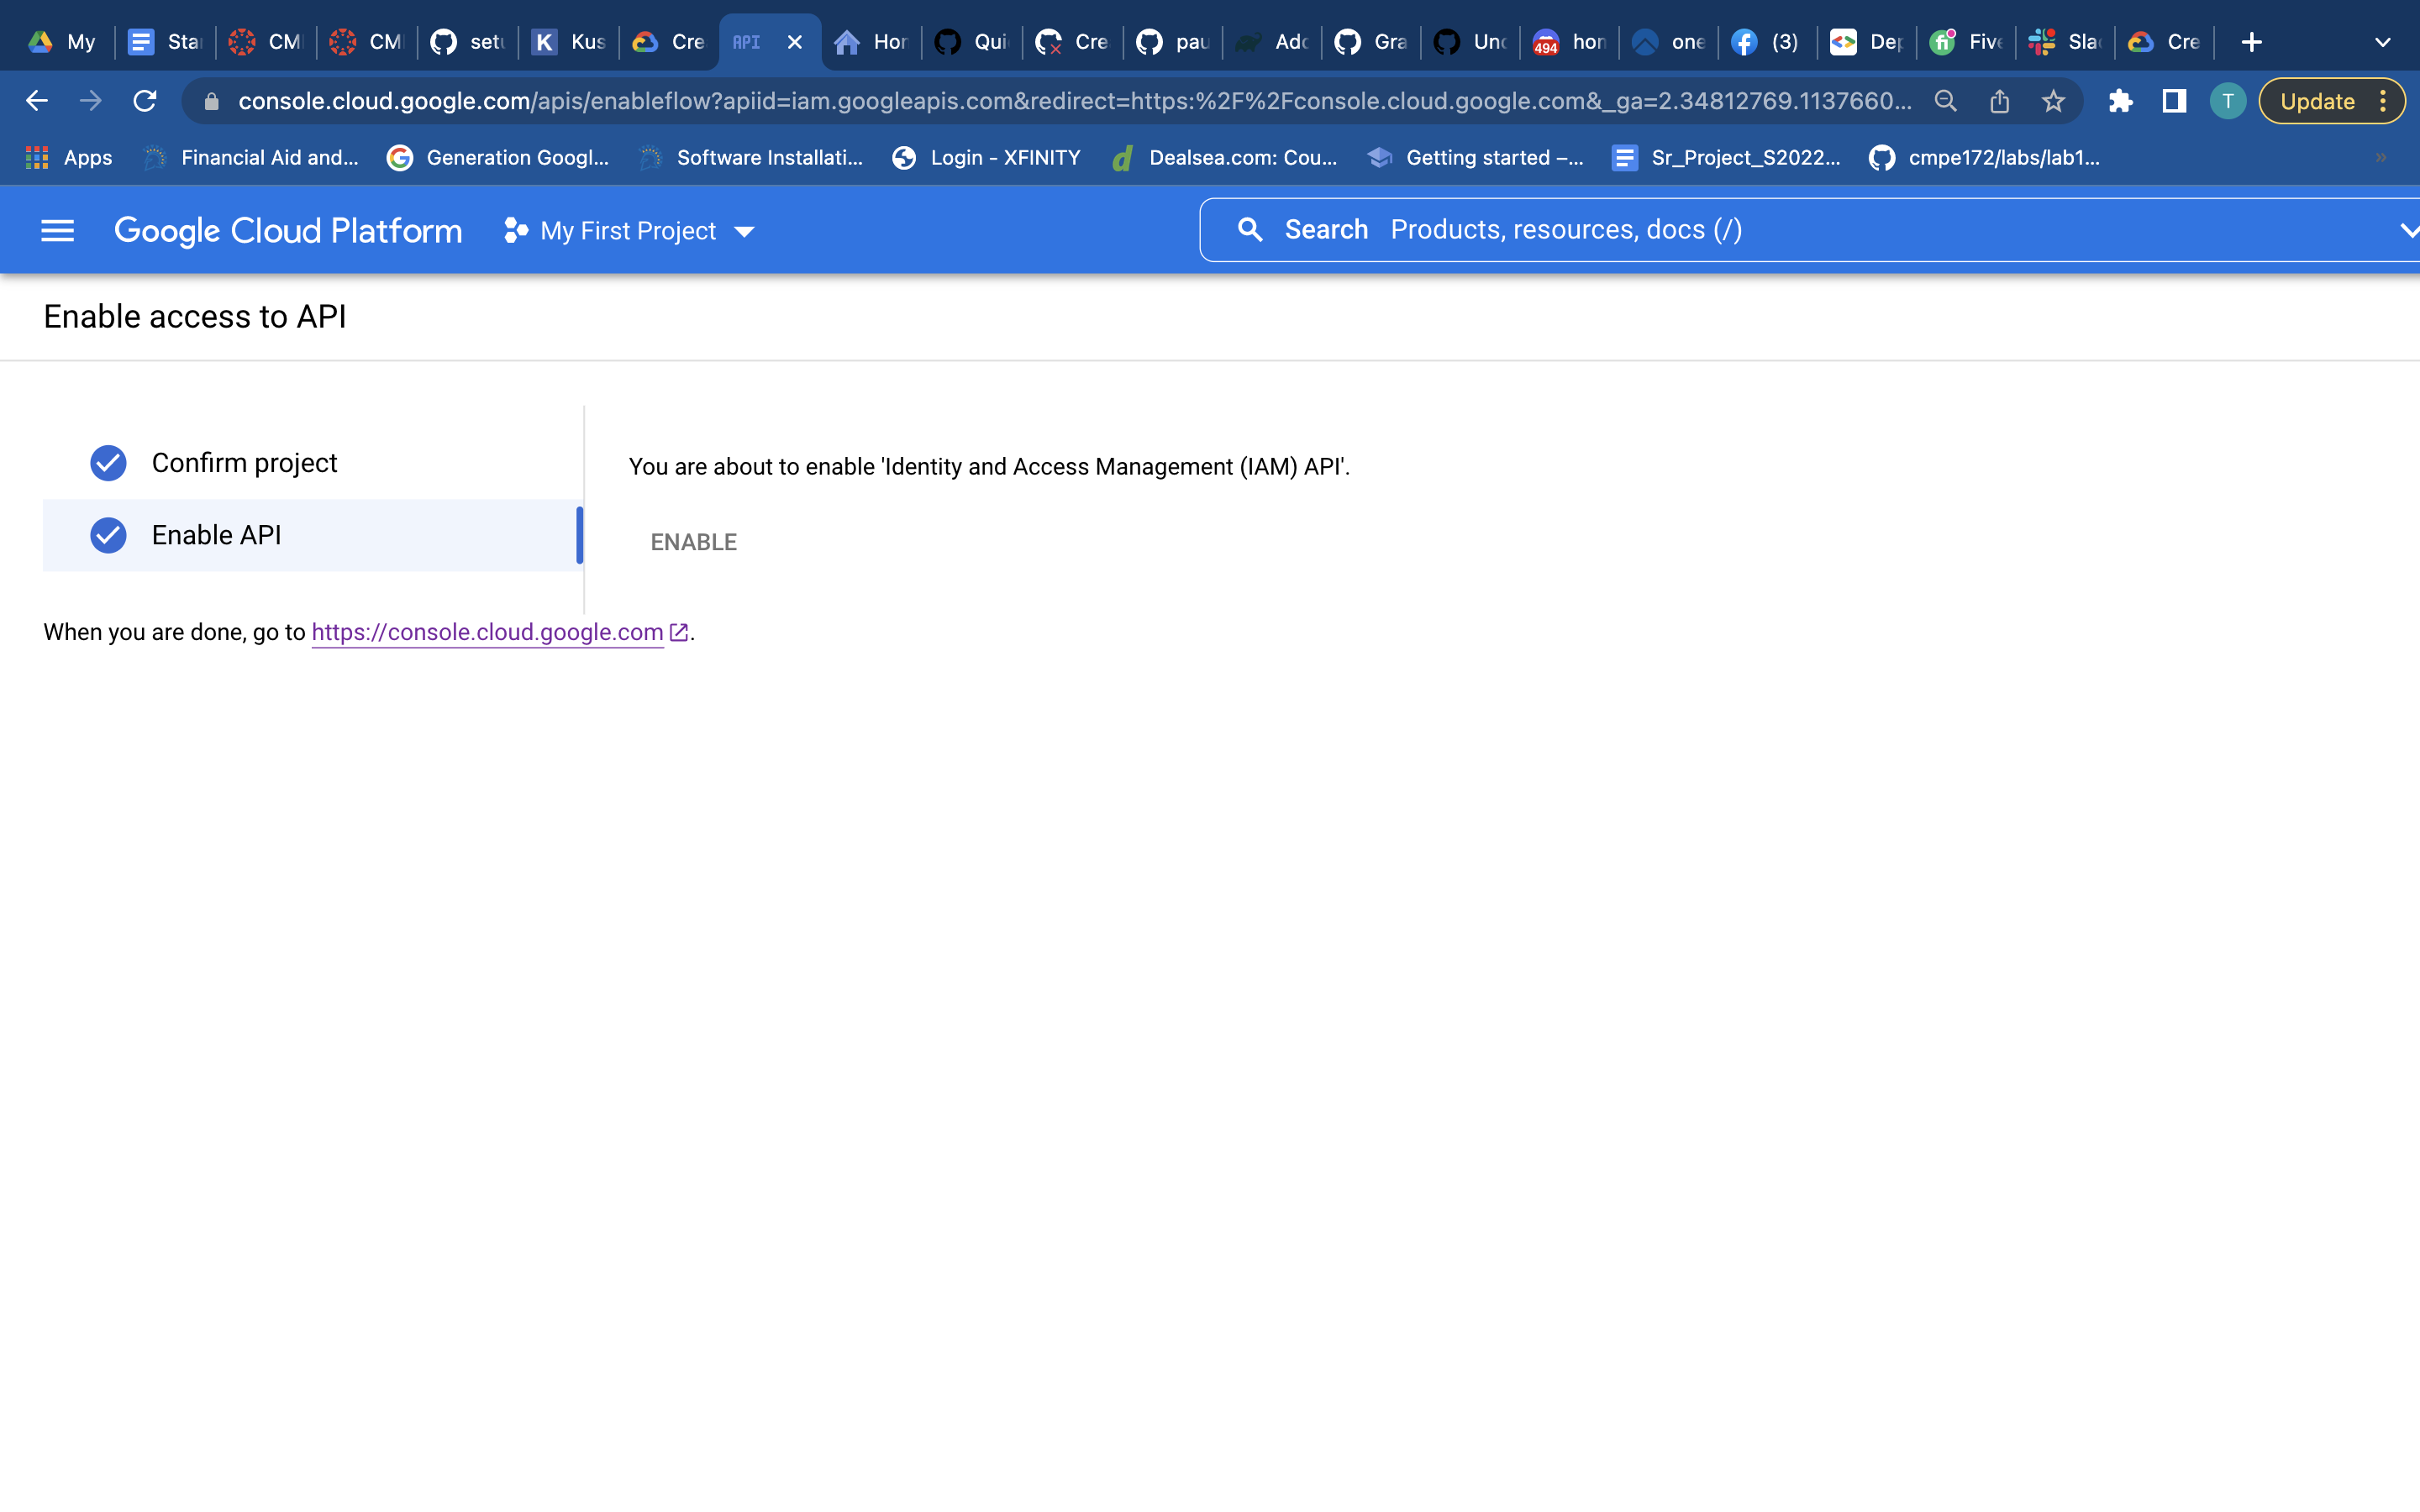 My Sta CM CM setu K Kus Cre API Hor Qui Cre pau Adc Gra Unc 494 hom one (3) Dep fi Five Slac Cre
console.cloud.google.com/apis/enableflow?apiid=iam.googleapis.com&redirect=https:%2F%2Fconsole.cloud.google.com&_ga=2.34812769.1137660... T Update
Apps Financial Aid and... Generation Googl... Software Installati... Login - XFINITY Dealsea.com: Cou... Getting started –... Sr_Project_S2022... cmpe172/labs/lab1... »
Google Cloud Platform My First Project Search Products, resources, docs (/)
Enable access to API
Confirm project
You are about to enable 'Identity and Access Management (IAM) API'.
Enable API
ENABLE
When you are done, go to https://console.cloud.google.com.